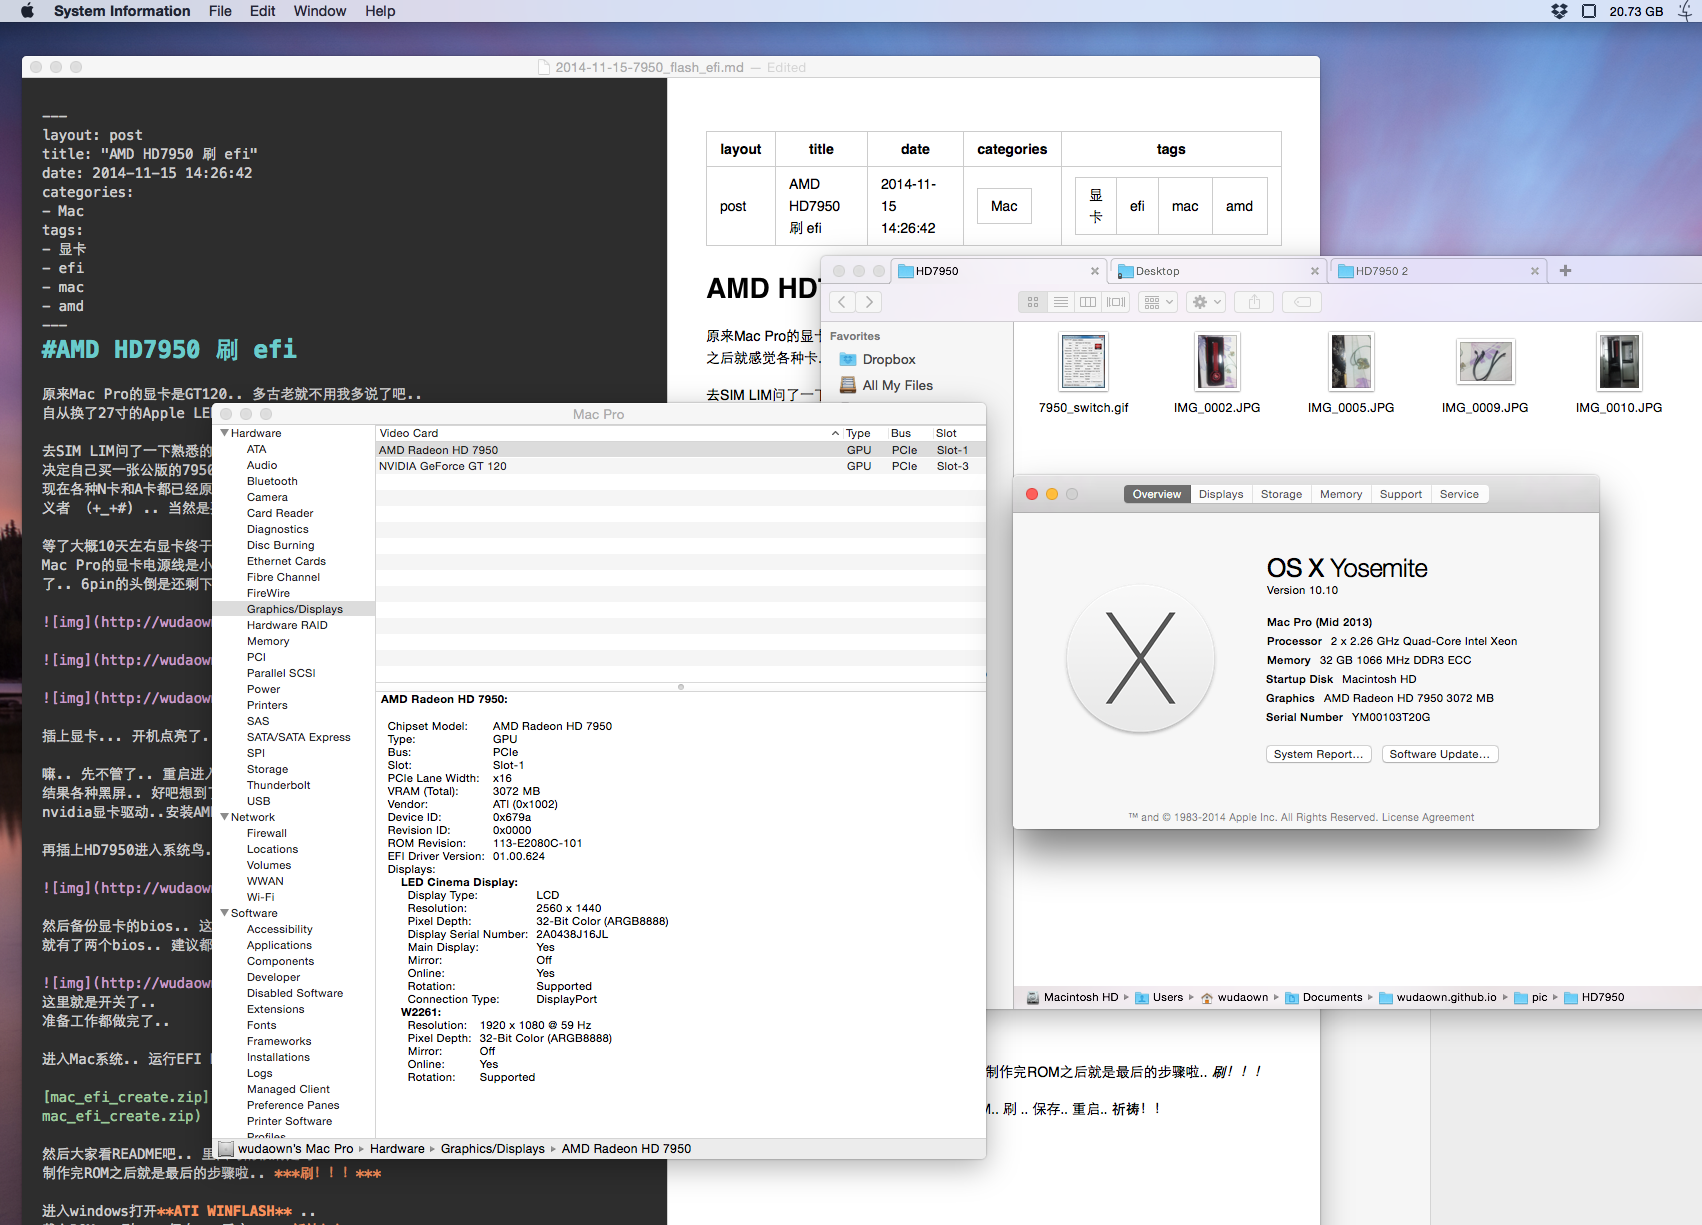 System Information File Edit Window Help 20.73 GB
2014-11-15-7950_flash_efi.md — Edited
---
layout: post
title: "AMD HD7950 刷 efi"
date: 2014-11-15 14:26:42
categories:
- Mac
tags:
- 显卡
- efi
- mac
- amd
---
#AMD HD7950 刷 efi
原来Mac Pro的显卡是GT120.. 多古老就不用我多说了吧..
自从换了27寸的Apple LE
去SIM LIM问了一下熟悉的
决定自己买一张公版的7950
现在各种N卡和A卡都已经原
义者 (+_+#) .. 当然是
等了大概10天左右显卡终于
Mac Pro的显卡电源线是小
了.. 6pin的头倒是还剩下
![img](http://wudaow
![img](http://wudaow
![img](http://wudaow
插上显卡... 开机点亮了.
嘛.. 先不管了.. 重启进入
结果各种黑屏.. 好吧想到了
nvidia显卡驱动..安装AM
再插上HD7950进入系统鸟.
![img](http://wudaow
然后备份显卡的bios.. 这
就有了两个bios.. 建议都
![img](http://wudaow
这里就是开关了..
准备工作都做完了..
进入Mac系统.. 运行EFI
[mac_efi_create.zip]
mac_efi_create.zip)
然后大家看README吧.. 里
制作完ROM之后就是最后的步骤啦.. ***刷！！！***
进入windows打开**ATI WINFLASH** ..
layout title date categories tags
post AMD HD7950 刷 efi 2014-11-15 14:26:42 Mac 显卡 efi mac amd
AMD HD7
原来Mac Pro的显卡
之后就感觉各种卡.
去SIM LIM问了一下
制作完ROM之后就是最后的步骤啦.. 刷！！！
M.. 刷 .. 保存.. 重启.. 祈祷！！
HD7950 Desktop HD7950 2
Favorites
Dropbox
All My Files
7950_switch.gif IMG_0002.JPG IMG_0005.JPG IMG_0009.JPG IMG_0010.JPG
Macintosh HD Users wudaown Documents wudaown.github.io pic HD7950
Mac Pro
Hardware
ATA
Audio
Bluetooth
Camera
Card Reader
Diagnostics
Disc Burning
Ethernet Cards
Fibre Channel
FireWire
Graphics/Displays
Hardware RAID
Memory
PCI
Parallel SCSI
Power
Printers
SAS
SATA/SATA Express
SPI
Storage
Thunderbolt
USB
Network
Firewall
Locations
Volumes
WWAN
Wi-Fi
Software
Accessibility
Applications
Components
Developer
Disabled Software
Extensions
Fonts
Frameworks
Installations
Logs
Managed Client
Preference Panes
Printer Software
Profiles
Video Card Type Bus Slot
AMD Radeon HD 7950 GPU PCIe Slot-1
NVIDIA GeForce GT 120 GPU PCIe Slot-3
AMD Radeon HD 7950:
Chipset Model: AMD Radeon HD 7950
Type: GPU
Bus: PCIe
Slot: Slot-1
PCIe Lane Width: x16
VRAM (Total): 3072 MB
Vendor: ATI (0x1002)
Device ID: 0x679a
Revision ID: 0x0000
ROM Revision: 113-E2080C-101
EFI Driver Version: 01.00.624
Displays:
LED Cinema Display:
Display Type: LCD
Resolution: 2560 x 1440
Pixel Depth: 32-Bit Color (ARGB8888)
Display Serial Number: 2A0438J16JL
Main Display: Yes
Mirror: Off
Online: Yes
Rotation: Supported
Connection Type: DisplayPort
W2261:
Resolution: 1920 x 1080 @ 59 Hz
Pixel Depth: 32-Bit Color (ARGB8888)
Mirror: Off
Online: Yes
Rotation: Supported
wudaown's Mac Pro Hardware Graphics/Displays AMD Radeon HD 7950
Overview Displays Storage Memory Support Service
OS X Yosemite
Version 10.10
Mac Pro (Mid 2013)
Processor 2 x 2.26 GHz Quad-Core Intel Xeon
Memory 32 GB 1066 MHz DDR3 ECC
Startup Disk Macintosh HD
Graphics AMD Radeon HD 7950 3072 MB
Serial Number YM00103T20G
System Report... Software Update...
™ and © 1983-2014 Apple Inc. All Rights Reserved. License Agreement